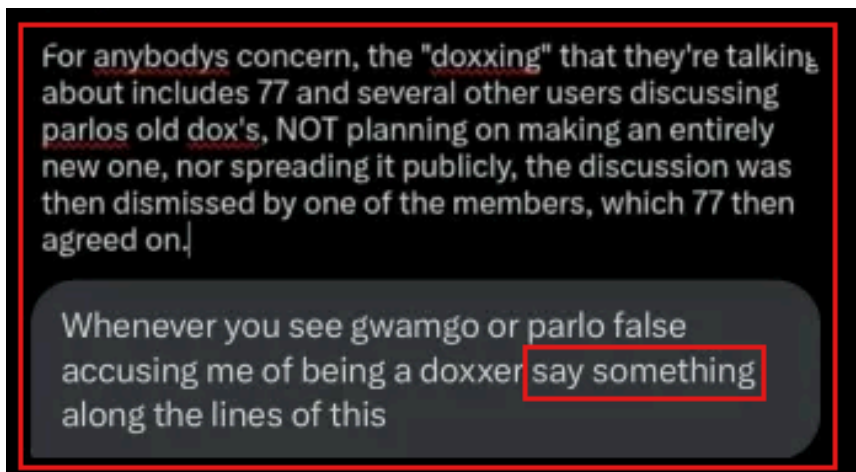 For anybodys concern, the "doxxing" that they're talking
about includes 77 and several other users discussing
parlos old dox's, NOT planning on making an entirely
new one, nor spreading it publicly, the discussion was
then dismissed by one of the members, which 77 then
agreed on.
Whenever you see gwamgo or parlo false
accusing me of being a doxxer say something
along the lines of this